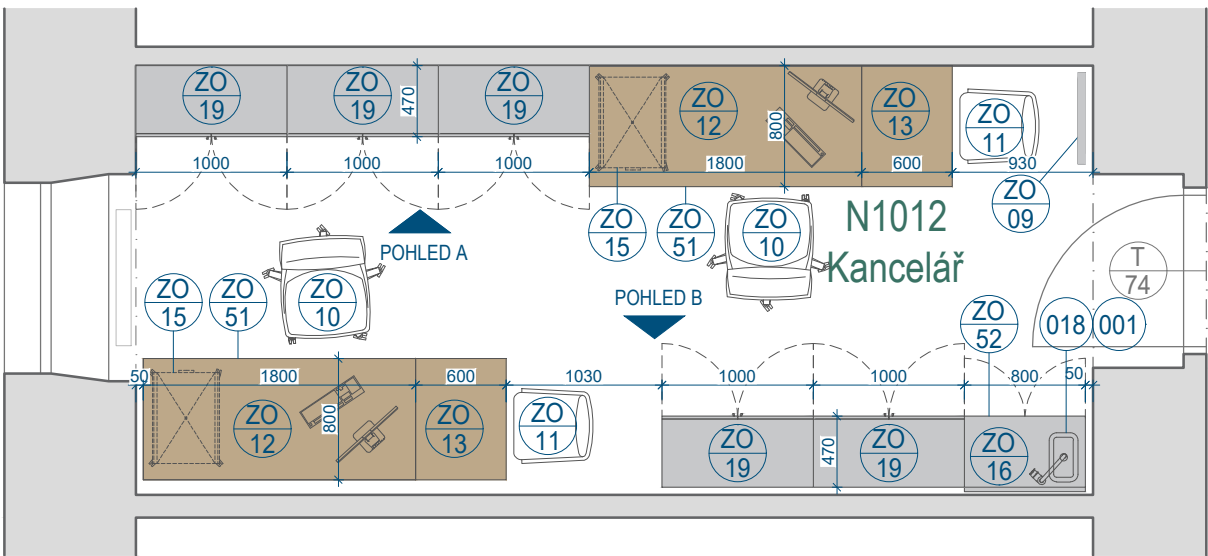 ZO
19
ZO
19
ZO
19
470
ZO
12
800
ZO
13
ZO
11
1000
1000
1000
1800
600
930
ZO
15
ZO
51
ZO
10
N1012
Kancelář
ZO
09
POHLED A
T
74
ZO
15
ZO
51
ZO
10
POHLED B
ZO
52
018
001
50
1800
600
1030
1000
1000
800
50
ZO
12
800
ZO
13
ZO
11
ZO
19
470
ZO
19
ZO
16